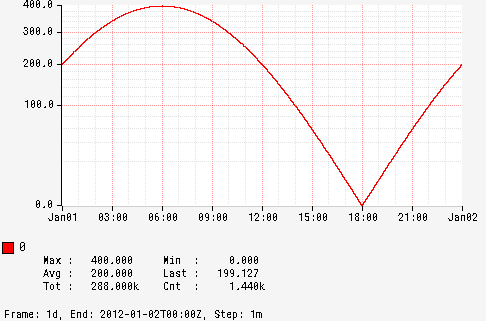 400.0
300.0
200.0
100.0
0.0
Jan01 03:00 06:00 09:00 12:00 15:00 18:00 21:00 Jan02
0
Max : 400.000 Min : 0.000
Avg : 200.000 Last : 199.127
Tot : 288.000k Cnt : 1.440k
Frame: 1d, End: 2012-01-02T00:00Z, Step: 1m